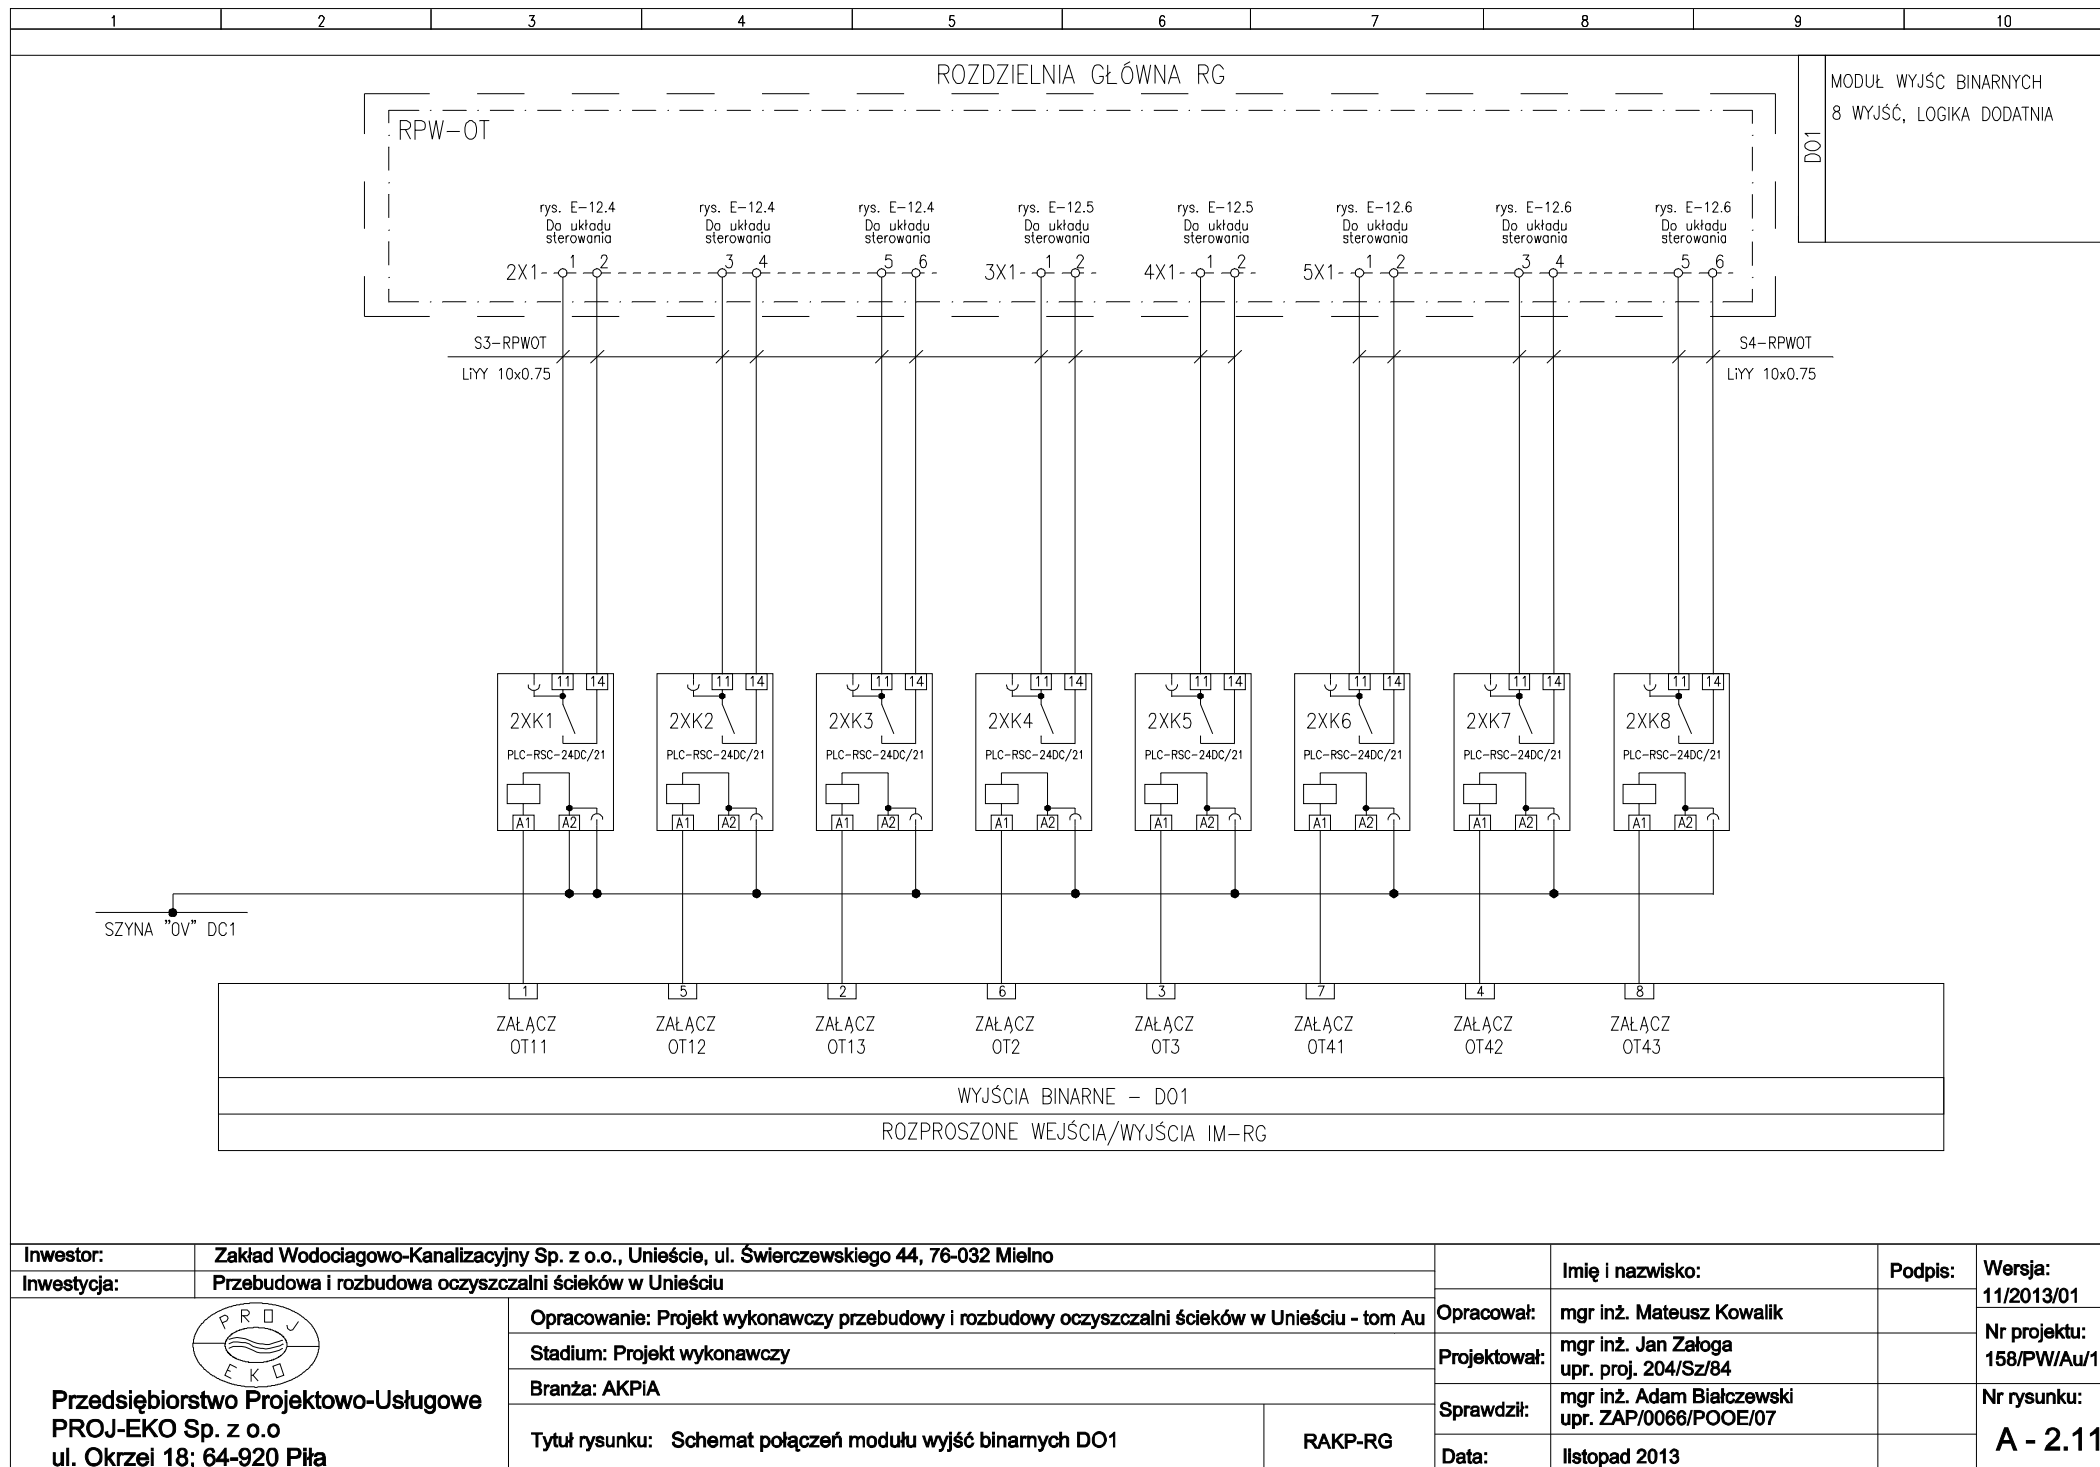 1 2 3 4 5 6 7 8 9 10
ROZDZIELNIA GŁÓWNA RG
MODUŁ WYJŚC BINARNYCH
8 WYJŚĆ, LOGIKA DODATNIA
DO1
RPW-OT
rys. E-12.4 rys. E-12.4 rys. E-12.4 rys. E-12.5 rys. E-12.5 rys. E-12.6 rys. E-12.6 rys. E-12.6
Do układu Do układu Do układu Do układu Do układu Do układu Do układu Do układu
sterowania sterowania sterowania sterowania sterowania sterowania sterowania sterowania
2X1 1 2 3 4 5 6 3X1 1 2 4X1 1 2 5X1 1 2 3 4 5 6
S3-RPWOT S4-RPWOT
LiYY 10x0.75 LiYY 10x0.75
11 14 11 14 11 14 11 14 11 14 11 14 11 14 11 14
2XK1 2XK2 2XK3 2XK4 2XK5 2XK6 2XK7 2XK8
PLC-RSC-24DC/21 PLC-RSC-24DC/21 PLC-RSC-24DC/21 PLC-RSC-24DC/21 PLC-RSC-24DC/21 PLC-RSC-24DC/21 PLC-RSC-24DC/21 PLC-RSC-24DC/21
A1 A2 A1 A2 A1 A2 A1 A2 A1 A2 A1 A2 A1 A2 A1 A2
SZYNA "0V" DC1
1 5 2 6 3 7 4 8
ZAŁĄCZ ZAŁĄCZ ZAŁĄCZ ZAŁĄCZ ZAŁĄCZ ZAŁĄCZ ZAŁĄCZ ZAŁĄCZ
OT11 OT12 OT13 OT2 OT3 OT41 OT42 OT43
WYJŚCIA BINARNE - DO1
ROZPROSZONE WEJŚCIA/WYJŚCIA IM-RG
Inwestor: Zakład Wodociagowo-Kanalizacyjny Sp. z o.o., Unieście, ul. Świerczewskiego 44, 76-032 Mielno
Inwestycja: Przebudowa i rozbudowa oczyszczalni ścieków w Unieściu
PROJ
EKO
Przedsiębiorstwo Projektowo-Usługowe
PROJ-EKO Sp. z o.o
ul. Okrzei 18; 64-920 Piła
Opracowanie: Projekt wykonawczy przebudowy i rozbudowy oczyszczalni ścieków w Unieściu - tom Au
Stadium: Projekt wykonawczy
Branża: AKPiA
Tytuł rysunku: Schemat połączeń modułu wyjść binarnych DO1
RAKP-RG
Imię i nazwisko: Podpis:
Opracował: mgr inż. Mateusz Kowalik
Projektował: mgr inż. Jan Załoga
upr. proj. 204/Sz/84
Sprawdził: mgr inż. Adam Białczewski
upr. ZAP/0066/POOE/07
Data: listopad 2013
Wersja:
11/2013/01
Nr projektu:
158/PW/Au/1
Nr rysunku:
A - 2.11